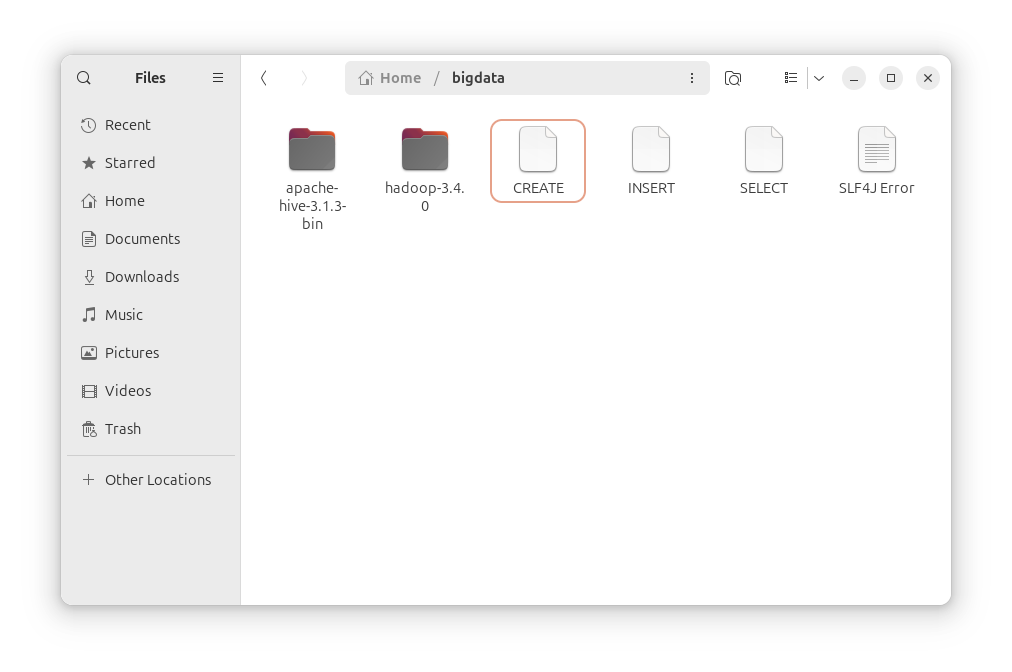 Files
Home / bigdata
Recent
Starred
Home
Documents
Downloads
Music
Pictures
Videos
Trash
Other Locations
apache-
hive-3.1.3-
bin
hadoop-3.4.
0
CREATE
INSERT
SELECT
SLF4J Error